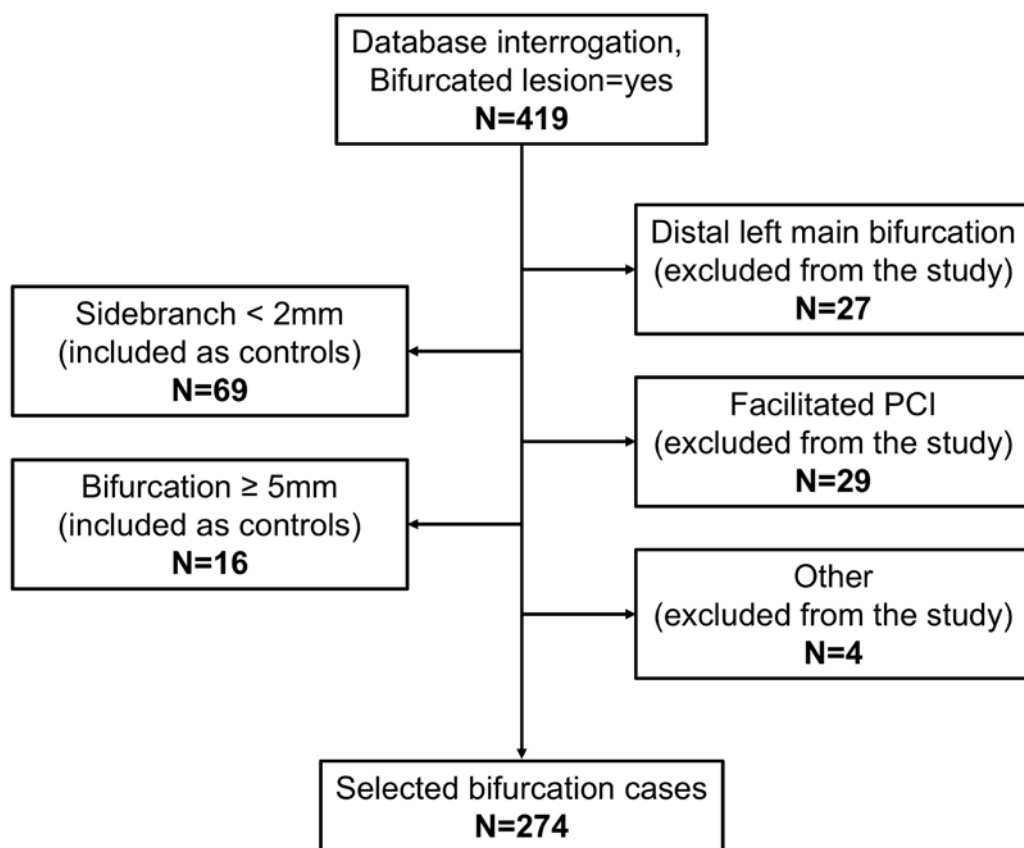 Database interrogation,
Bifurcated lesion=yes
N=419
Distal left main bifurcation
(excluded from the study)
N=27
Sidebranch < 2mm
(included as controls)
N=69
Facilitated PCI
(excluded from the study)
N=29
Bifurcation ≥ 5mm
(included as controls)
N=16
Other
(excluded from the study)
N=4
Selected bifurcation cases
N=274